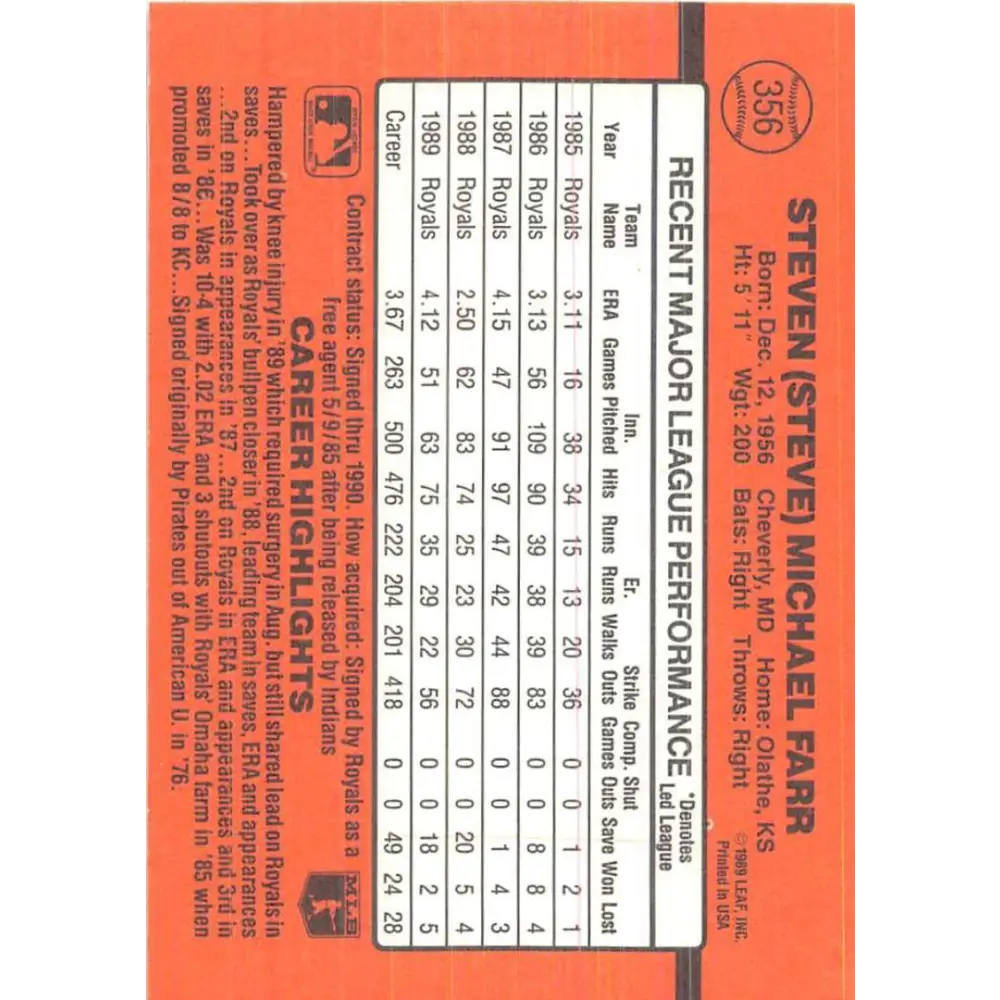 356
STEVEN (STEVE) MICHAEL FARR
Born: Dec. 12, 1956 Cheverly, MD Home: Olathe, KS
Ht: 5'11" Wgt: 200 Bats: Right Throws: Right
© 1989 LEAF, INC.
Printed in USA
RECENT MAJOR LEAGUE PERFORMANCE
*Denotes
Led League
Team Inn. Er. Strike Comp. Shut
Year Name ERA Games Pitched Hits Runs Runs Walks Outs Games Outs Save Won Lost
1985 Royals 3.11 16 38 34 15 13 20 36 0 0 1 2 1
1986 Royals 3.13 56 109 90 39 38 39 83 0 0 8 8 4
1987 Royals 4.15 47 91 97 47 42 44 88 0 0 1 4 3
1988 Royals 2.50 62 83 74 25 23 30 72 0 0 20 5 4
1989 Royals 4.12 51 63 75 35 29 22 56 0 0 18 2 5
Career 3.67 263 500 476 222 204 201 418 0 0 49 24 28
Contract status: Signed thru 1990. How acquired: Signed by Royals as a
free agent 5/9/85 after being released by Indians
MLB
CAREER HIGHLIGHTS
Hampered by knee injury in '89 which required surgery in Aug. but still shared lead on Royals in
saves...Took over as Royals' bullpen closer in '88, leading team in saves, ERA and appearances
...2nd on Royals in appearances in '87...2nd on Royals in ERA and appearances and 3rd in
saves in '86...Was 10-4 with 2.02 ERA and 3 shutouts with Royals' Omaha farm in '85 when
promoted 8/8 to KC...Signed originally by Pirates out of American U. in '76.